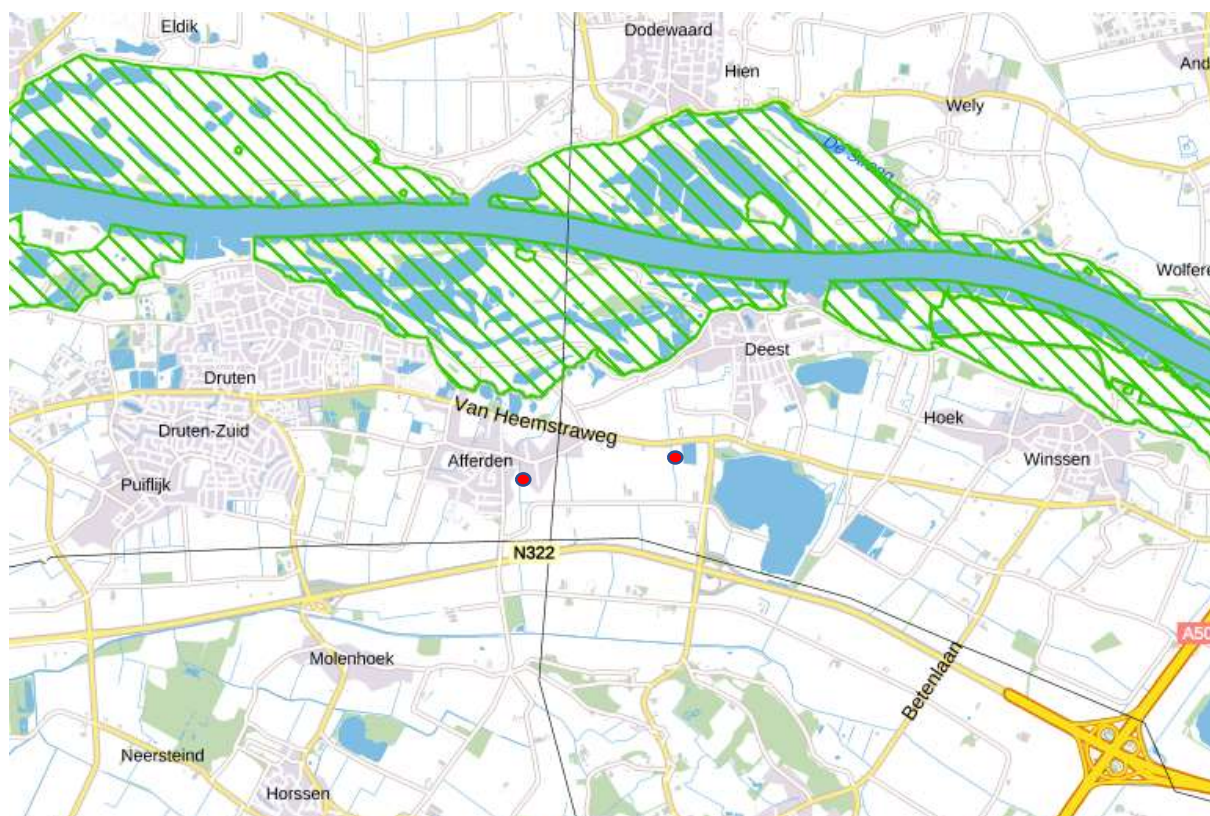 Eldik
Dodewaard
Hien
And
Wely
De Strang
Wolfere
Deest
Druten
Van Heemstraweg
Hoek
Druten-Zuid
Afferden
Winssen
Puiflijk
N322
A50
Molenhoek
Betenlaan
Neersteind
Horssen